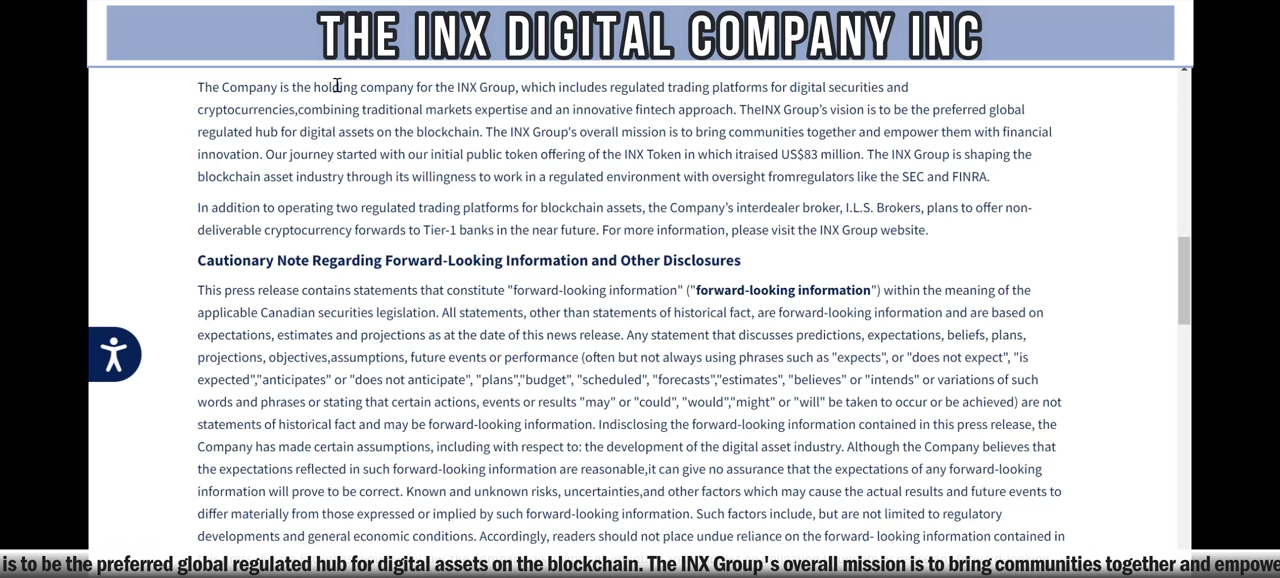 THE INX DIGITAL COMPANY INC
The Company is the holding company for the INX Group, which includes regulated trading platforms for digital securities and
cryptocurrencies,combining traditional markets expertise and an innovative fintech approach. TheINX Group's vision is to be the preferred global
regulated hub for digital assets on the blockchain. The INX Group's overall mission is to bring communities together and empower them with financial
innovation. Our journey started with our initial public token offering of the INX Token in which itraised US$83 million. The INX Group is shaping the
blockchain asset industry through its willingness to work in a regulated environment with oversight fromregulators like the SEC and FINRA.
In addition to operating two regulated trading platforms for blockchain assets, the Company's interdealer broker, I.L.S. Brokers, plans to offer non-
deliverable cryptocurrency forwards to Tier-1 banks in the near future. For more information, please visit the INX Group website.
Cautionary Note Regarding Forward-Looking Information and Other Disclosures
This press release contains statements that constitute "forward-looking information" ("forward-looking information") within the meaning of the
applicable Canadian securities legislation. All statements, other than statements of historical fact, are forward-looking information and are based on
expectations, estimates and projections as at the date of this news release. Any statement that discusses predictions, expectations, beliefs, plans,
projections, objectives,assumptions, future events or performance (often but not always using phrases such as "expects", or "does not expect", "is
expected","anticipates" or "does not anticipate", "plans","budget", "scheduled", "forecasts","estimates", "believes" or "intends" or variations of such
words and phrases or stating that certain actions, events or results "may" or "could", "would","might" or "will" be taken to occur or be achieved) are not
statements of historical fact and may be forward-looking information. Indisclosing the forward-looking information contained in this press release, the
Company has made certain assumptions, including with respect to: the development of the digital asset industry. Although the Company believes that
the expectations reflected in such forward-looking information are reasonable,it can give no assurance that the expectations of any forward-looking
information will prove to be correct. Known and unknown risks, uncertainties,and other factors which may cause the actual results and future events to
differ materially from those expressed or implied by such forward-looking information. Such factors include, but are not limited to regulatory
developments and general economic conditions. Accordingly, readers should not place undue reliance on the forward- looking information contained in
is to be the preferred global regulated hub for digital assets on the blockchain. The INX Group's overall mission is to bring communities together and empowe